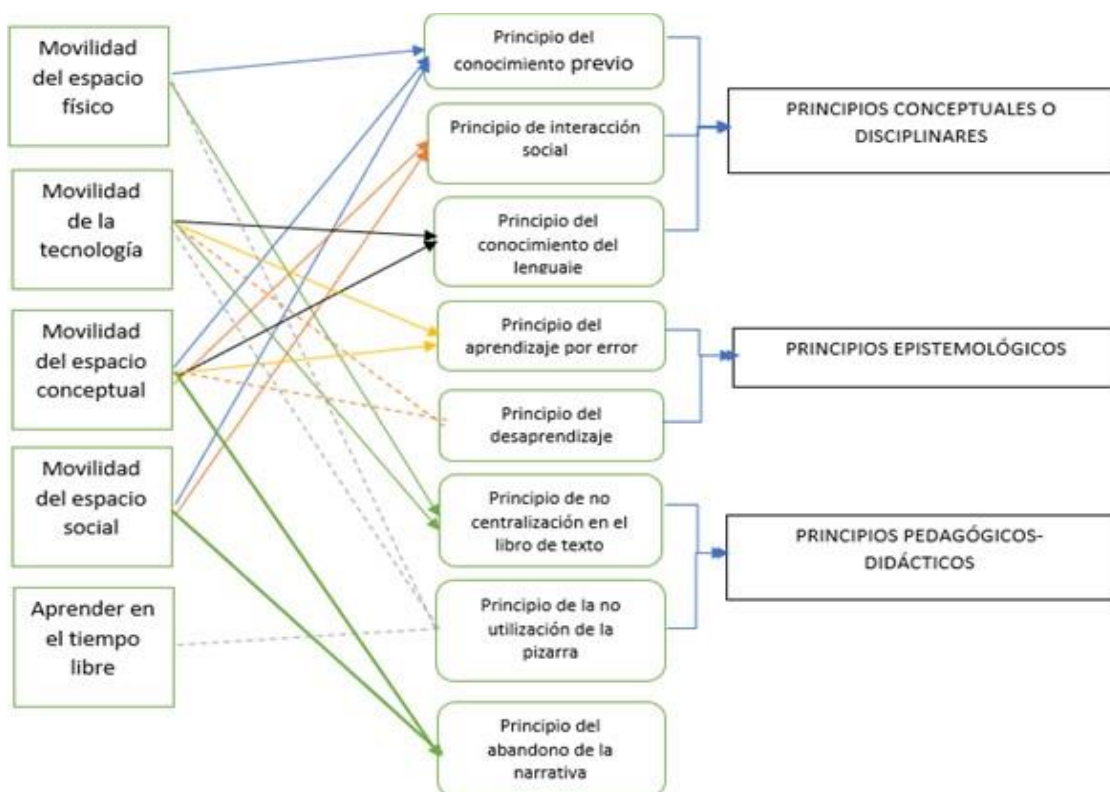 Movilidad
del espacio
físico
Movilidad
de la
tecnología
Movilidad
del espacio
conceptual
Movilidad
del espacio
social
Aprender en
el tiempo
libre
Principio del
conocimiento previo
Principio de interacción
social
Principio del
conocimiento del
lenguaje
Principio del
aprendizaje por error
Principio del
desaprendizaje
Principio de no
centralización en el
libro de texto
Principio de la no
utilización de la
pizarra
Principio del
abandono de la
narrativa
PRINCIPIOS CONCEPTUALES O
DISCIPLINARES
PRINCIPIOS EPISTEMOLÓGICOS
PRINCIPIOS PEDAGÓGICOS-
DIDÁCTICOS